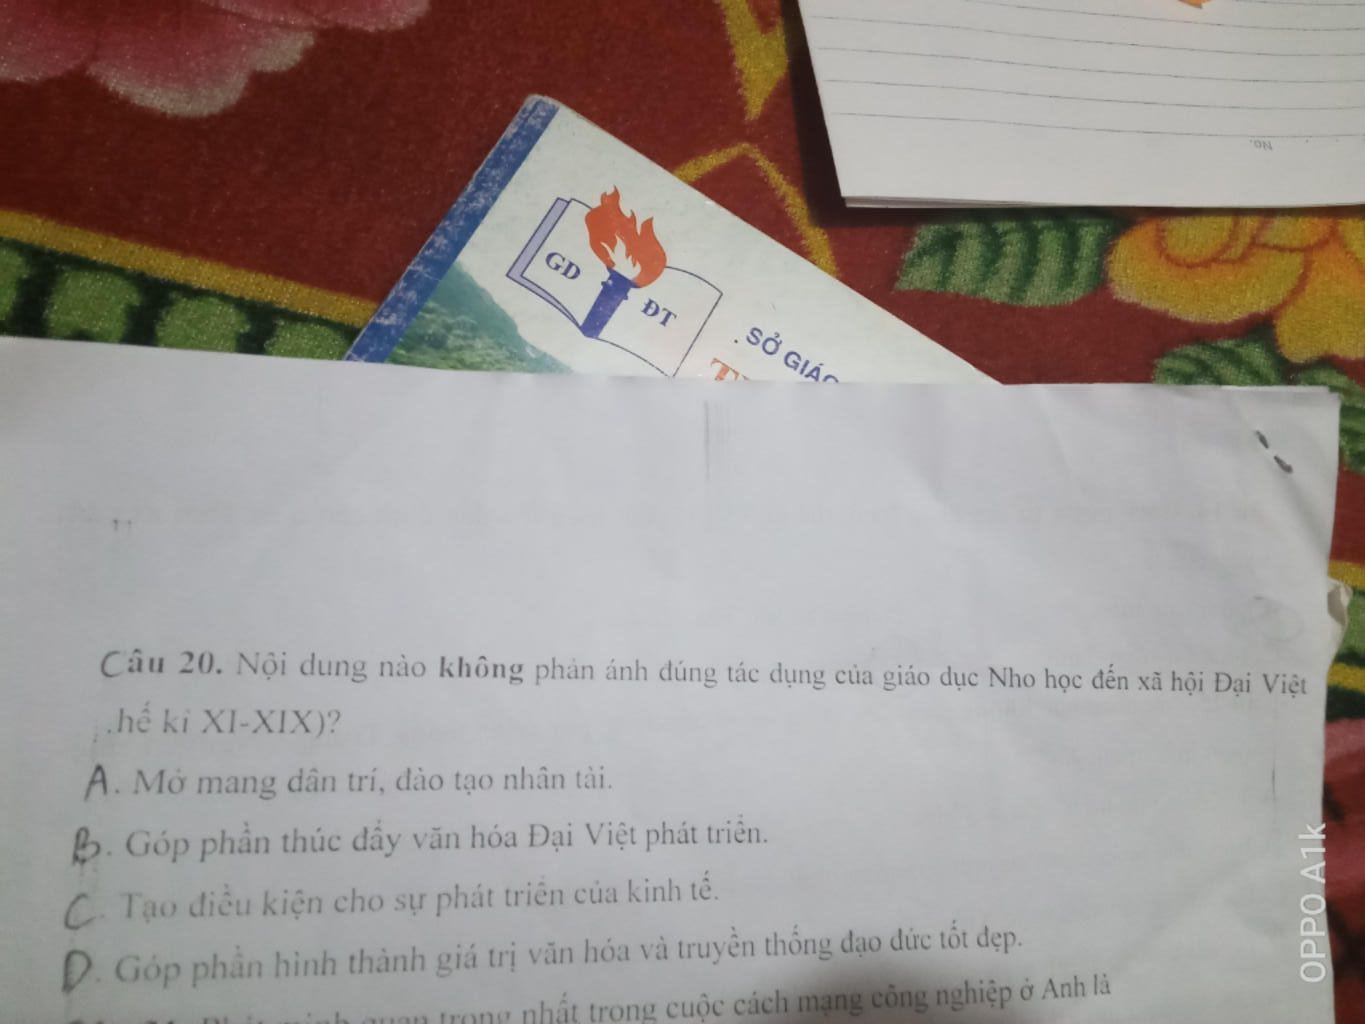 No.
GD
ĐT
SỞ GIÁO
Câu 20. Nội dung nào không phản ánh đúng tác dụng của giáo dục Nho học đến xã hội Đại Việt
hế kỉ XI-XIX)?
A. Mở mang dân trí, đào tạo nhân tài.
B. Góp phần thúc đẩy văn hóa Đại Việt phát triển.
C. Tạo điều kiện cho sự phát triển của kinh tế.
D. Góp phần hình thành giá trị văn hóa và truyền thống đạo đức tốt đẹp.
quan trọng nhất trong cuộc cách mạng công nghiệp ở Anh là
OPPO A1k